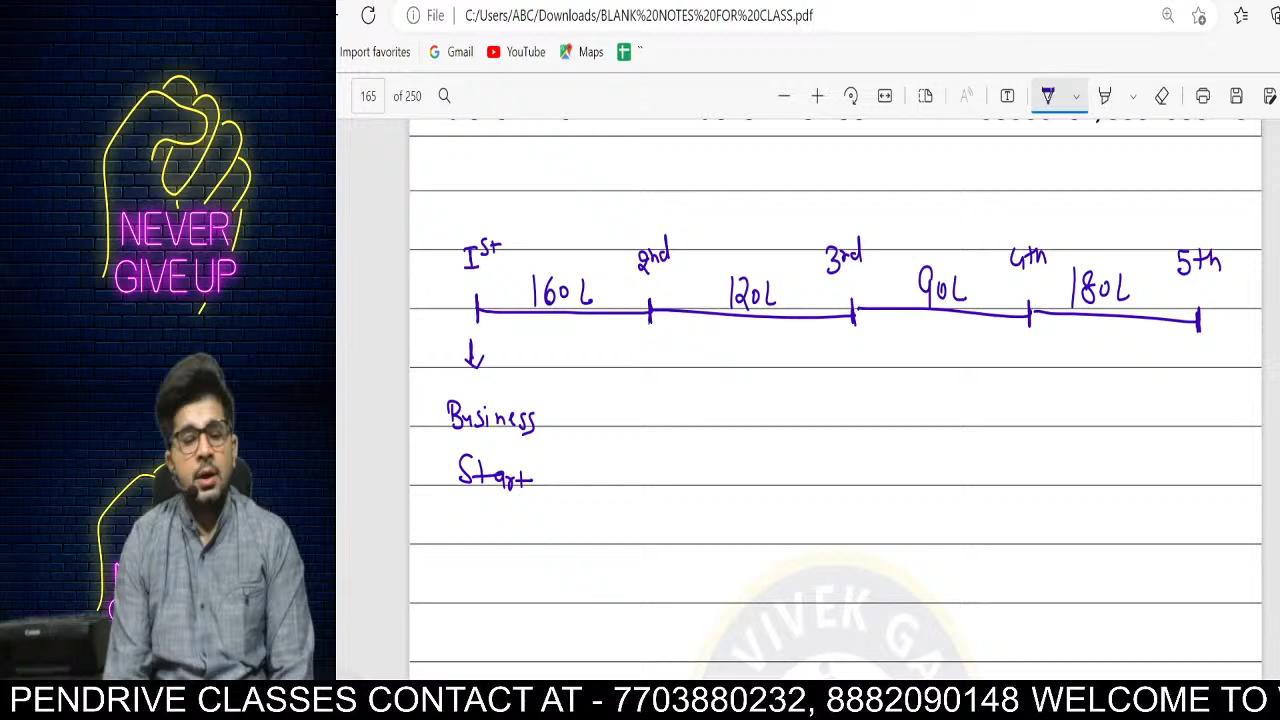 File C:/Users/ABC/Downloads/BLANK%20NOTES%20FOR%20CLASS.pdf
Import favorites Gmail YouTube Maps
165 of 250
NEVER
GIVE UP
Ist 2nd 3rd 4th 5th
160L 120L 90L 180L
Business
Start
PENDRIVE CLASSES CONTACT AT - 7703880232, 8882090148 WELCOME TO